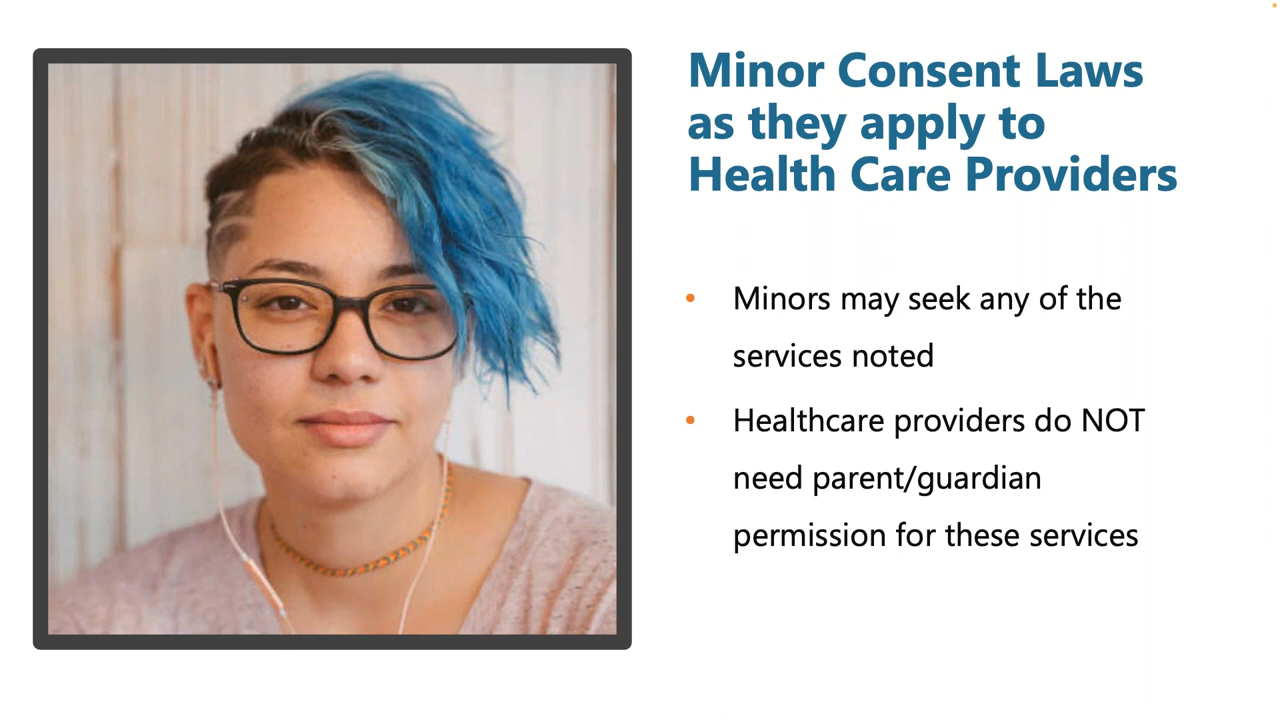 Minor Consent Laws
as they apply to
Health Care Providers
• Minors may seek any of the
services noted
• Healthcare providers do NOT
need parent/guardian
permission for these services